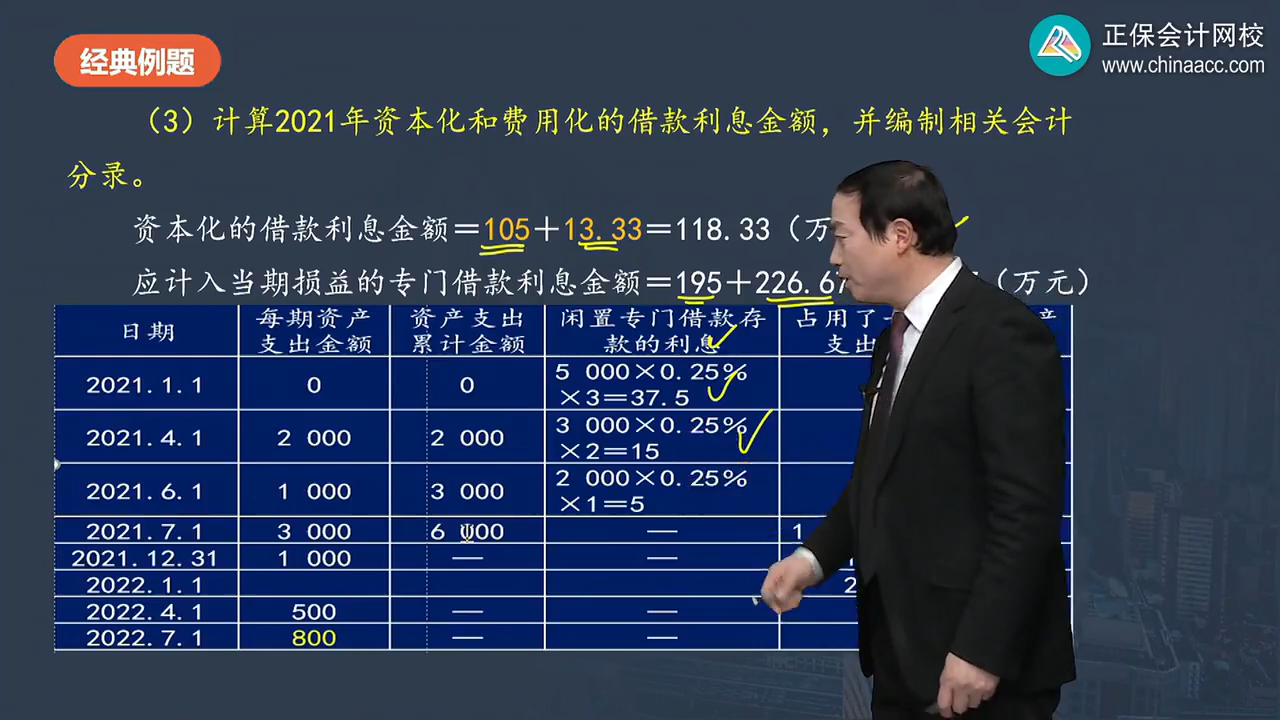 正保会计网校
www.chinaacc.com
经典例题
（3）计算2021年资本化和费用化的借款利息金额，并编制相关会计
分录。
资本化的借款利息金额＝105＋13.33＝118.33（万
应计入当期损益的专门借款利息金额＝195＋226.67 （万元）
日期 每期资产支出金额 资产支出累计金额 闲置专门借款存款的利息 占用了 支出
2021.1.1 0 0 5 000×0.25%×3＝37.5
2021.4.1 2 000 2 000 3 000×0.25%×2＝15
2021.6.1 1 000 3 000 2 000×0.25%×1＝5
2021.7.1 3 000 6 000 — 1
2021.12.31 1 000 — —
2022.1.1 2
2022.4.1 500 — —
2022.7.1 800 — —